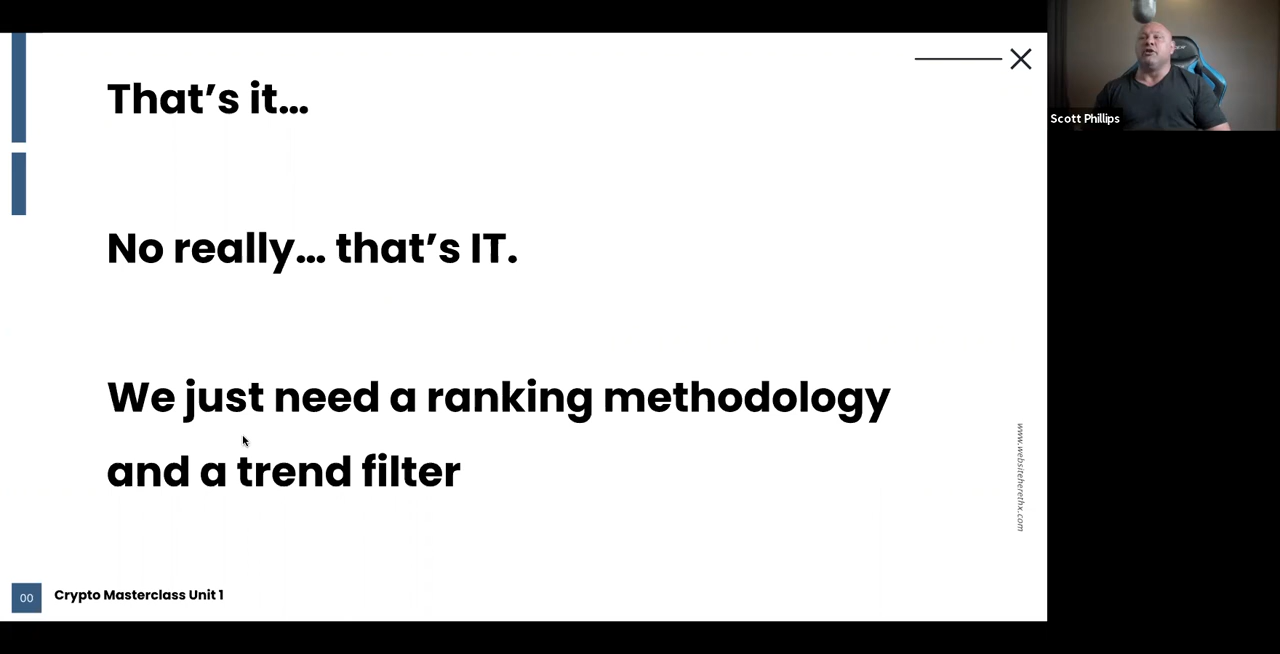 That’s it...
No really... that’s IT.
We just need a ranking methodology
and a trend filter
www.websiteherethx.com
00
Crypto Masterclass Unit 1
Scott Phillips